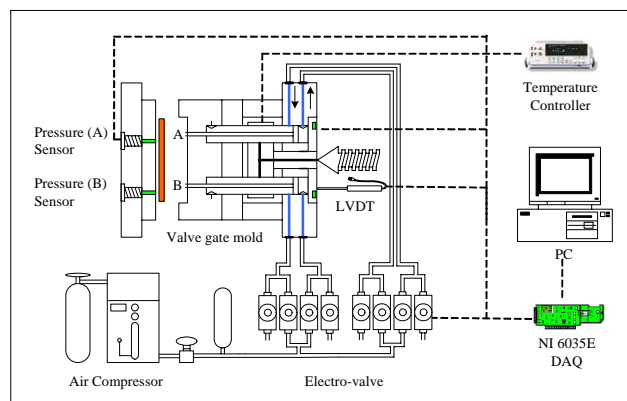 Temperature
Controller
Pressure (A)
Sensor
A
Pressure (B)
Sensor
B
LVDT
Valve gate mold
PC
NI 6035E
DAQ
Air Compressor
Electro-valve